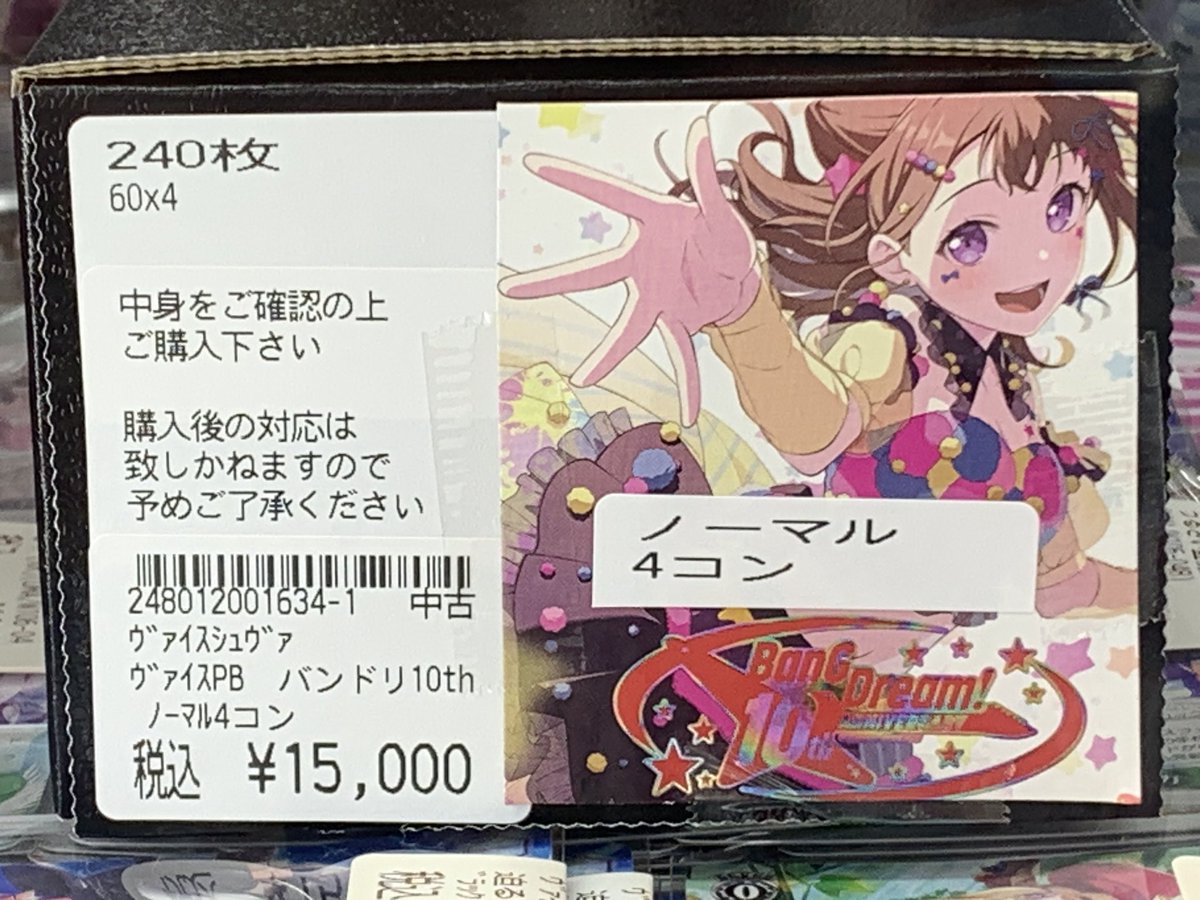 240枚
60x4
中身をご確認の上
ご購入下さい
購入後の対応は
致しかねますので
予めご了承ください
248012001634-1 中古
ヴァイスシュヴァ
ヴァイスPB バンドリ10th
ノーマル4コン
税込 ¥15,000
ノーマル
4コン
BanG Dream!
10th ANNIVERSARY
税込